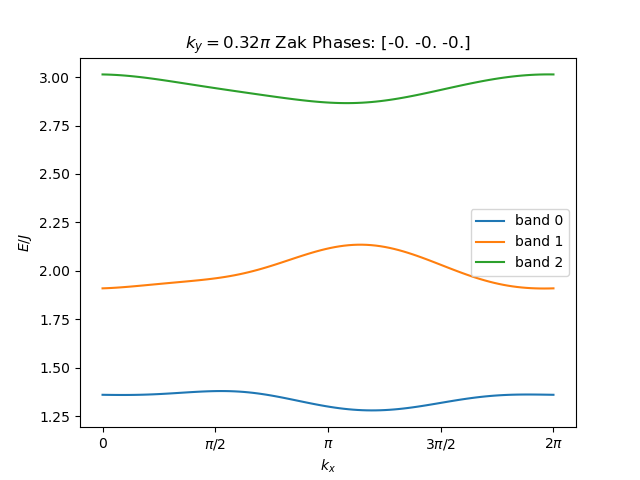 k_y = 0.32π Zak Phases: [-0. -0. -0.]
3.00
2.75
2.50
2.25
2.00
1.75
1.50
1.25
E/J
band 0
band 1
band 2
0
π/2
π
3π/2
2π
k_x